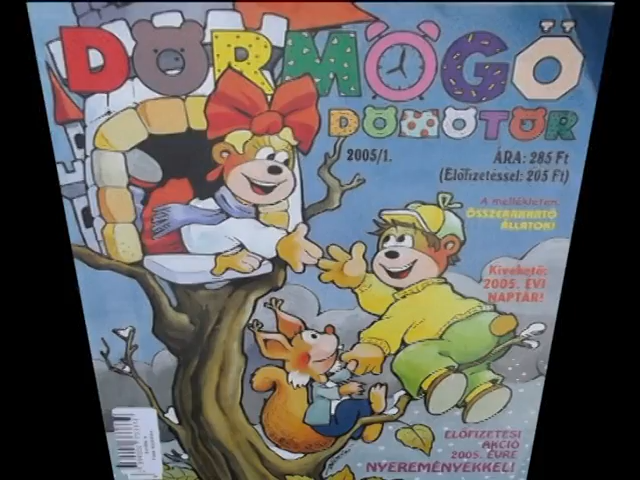 DÖRMÖGŐ
DÖMÖTÖR
2005/1.
ÁRA: 285 Ft
(Előfizetéssel: 205 Ft)
A mellékleten:
ÖSSZERAKHATÓ
ÁLLATOK!
Kivehető:
2005. ÉVI
NAPTÁR!
ELŐFIZETÉSI
AKCIÓ
2005. ÉVRE
NYEREMÉNYEKKEL!